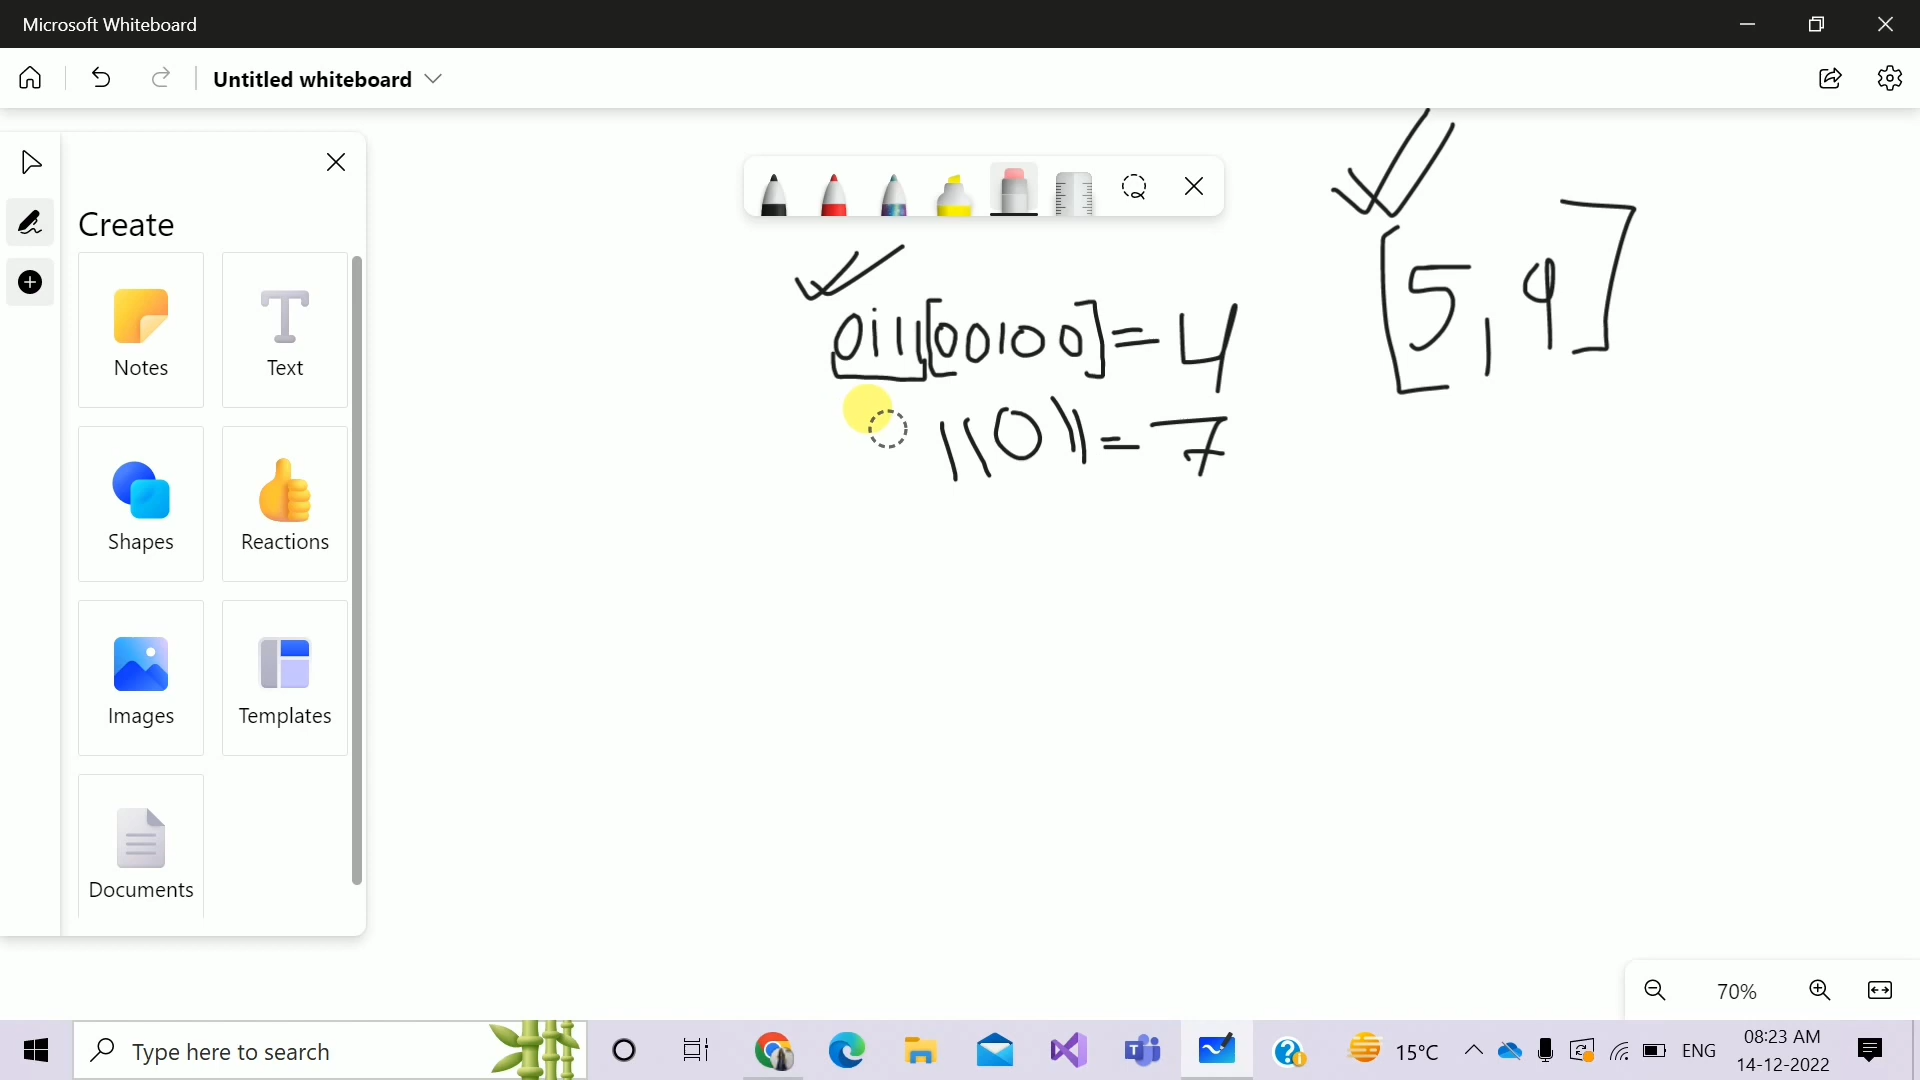 Microsoft Whiteboard
Untitled whiteboard
Create
Notes
Text
Shapes
Reactions
Images
Templates
Documents
0111[00100]=4
[5,9]
11011=7
70%
Type here to search
15°C
ENG
08:23 AM
14-12-2022